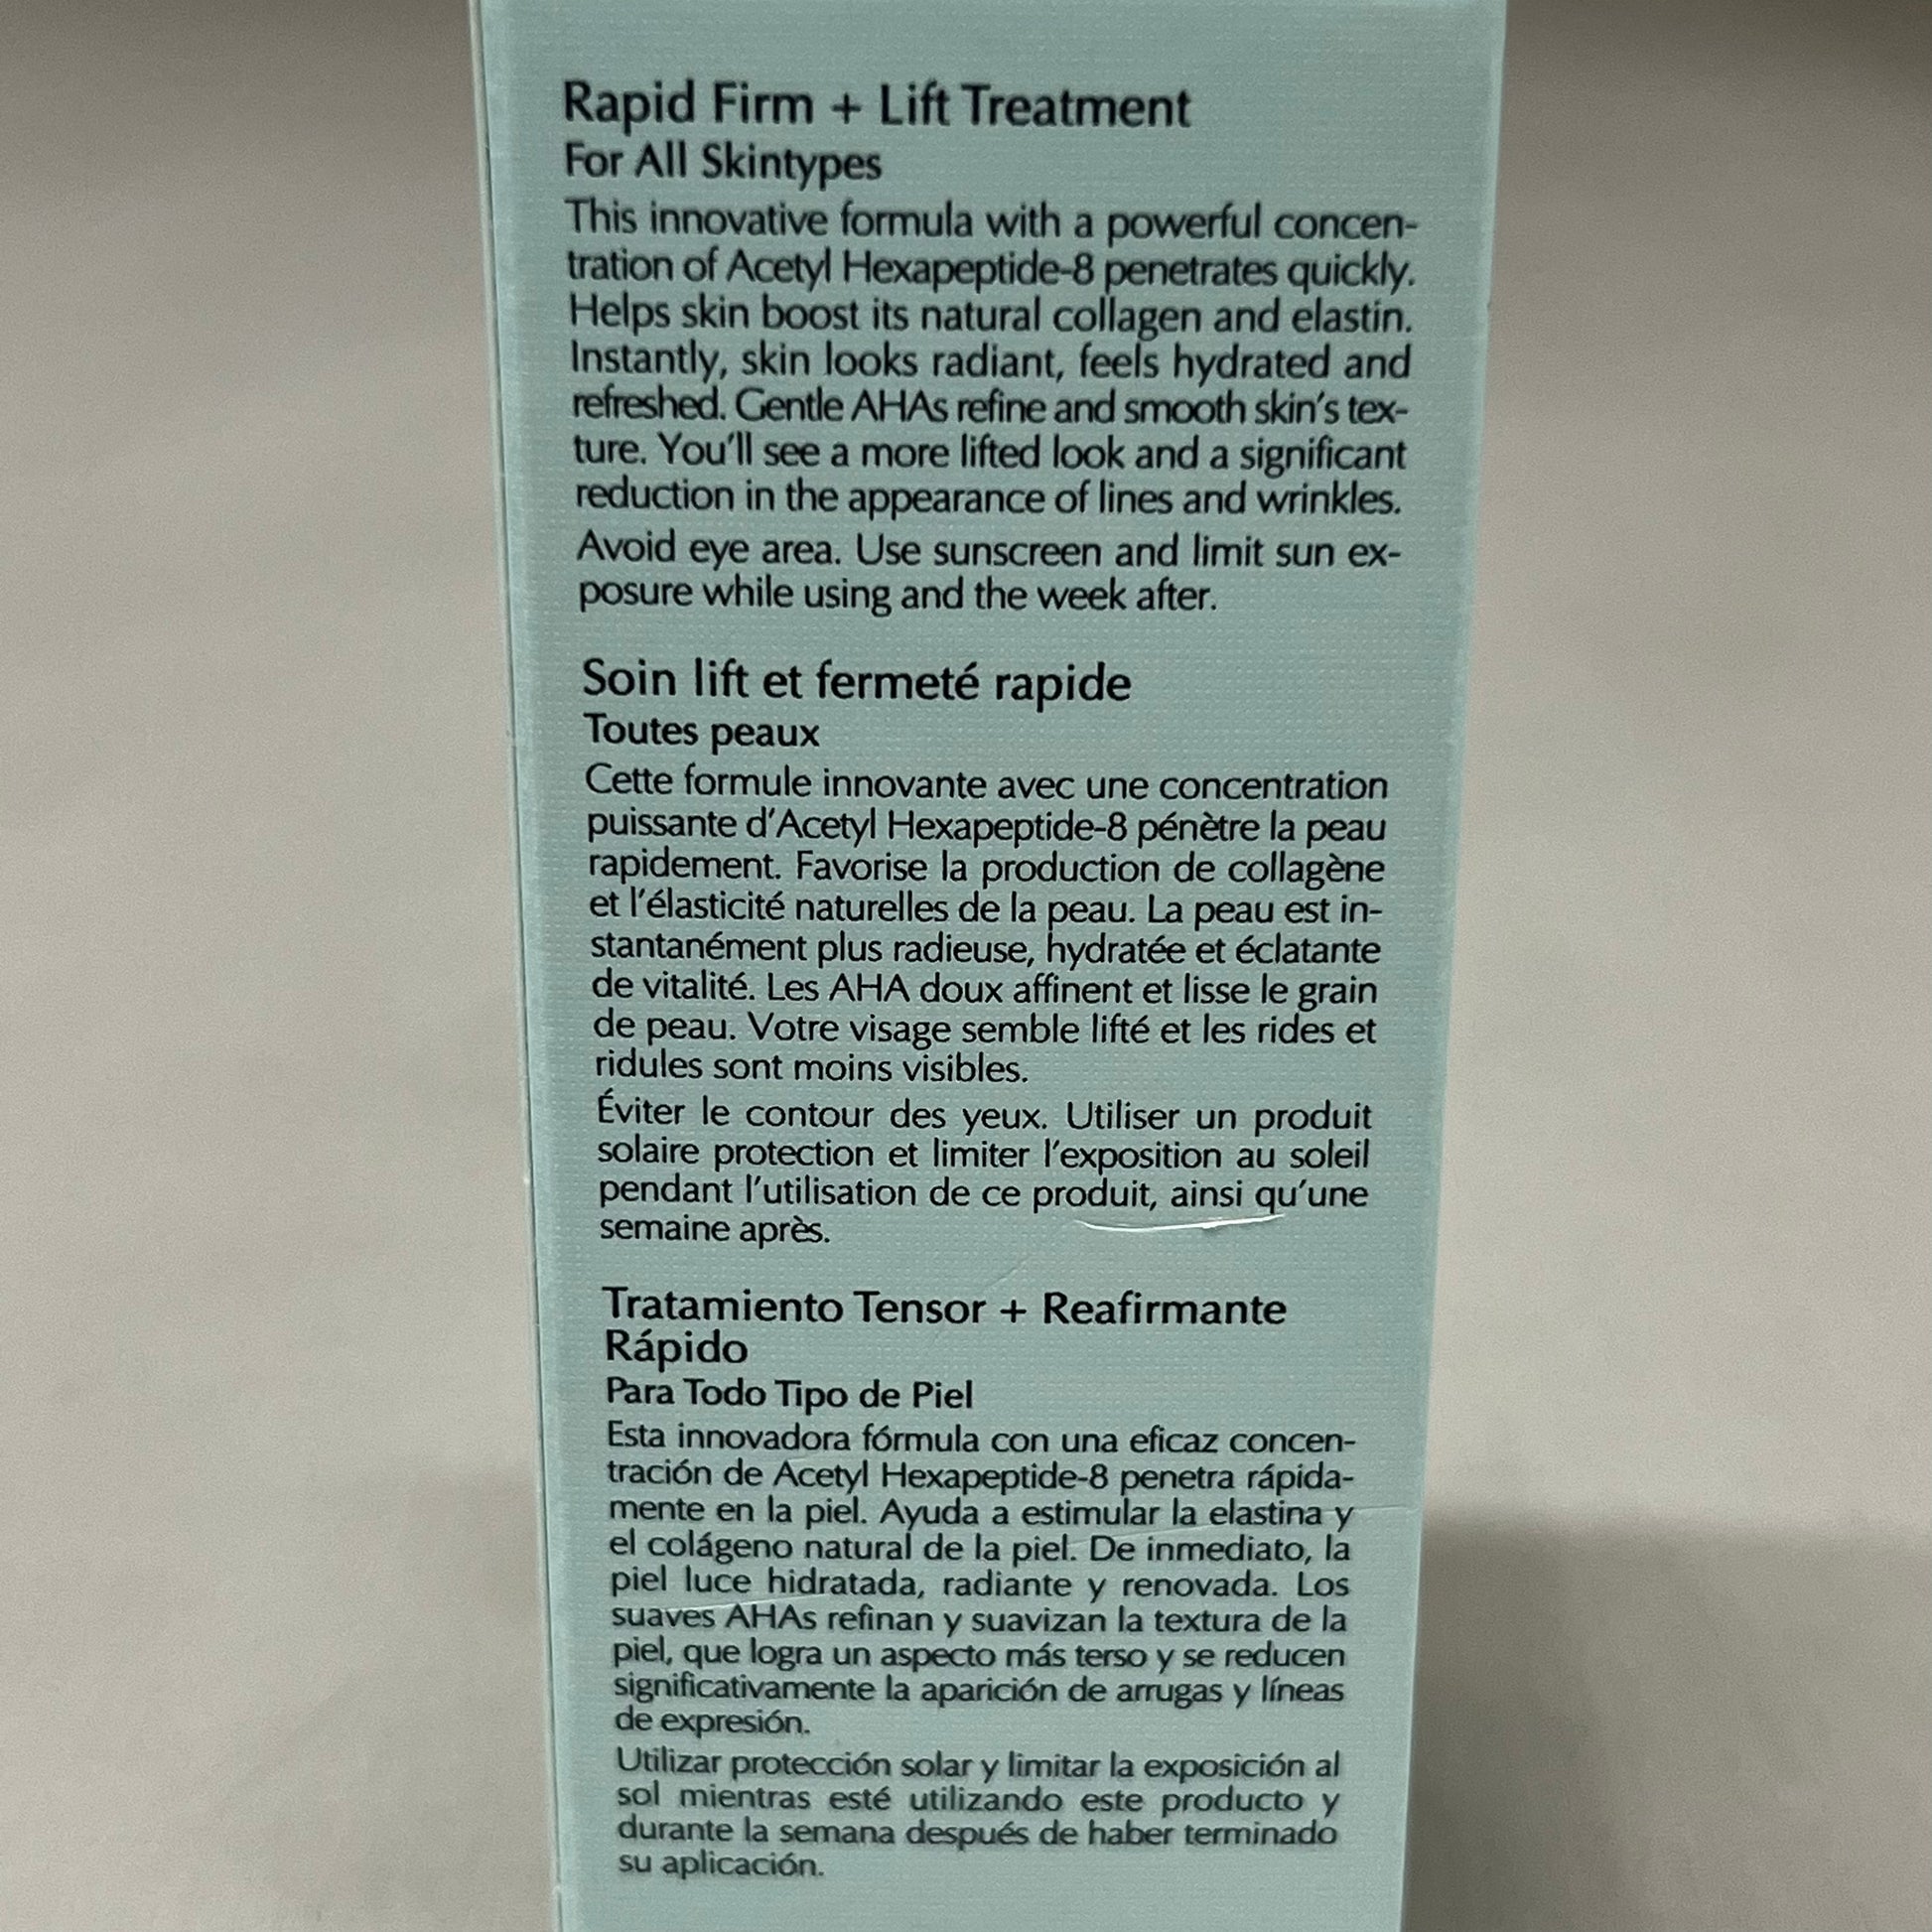 Rapid Firm + Lift Treatment
For All Skintypes
This innovative formula with a powerful concen-
tration of Acetyl Hexapeptide-8 penetrates quickly.
Helps skin boost its natural collagen and elastin.
Instantly, skin looks radiant, feels hydrated and
refreshed. Gentle AHAs refine and smooth skin's tex-
ture. You'll see a more lifted look and a significant
reduction in the appearance of lines and wrinkles.
Avoid eye area. Use sunscreen and limit sun ex-
posure while using and the week after.
Soin lift et fermeté rapide
Toutes peaux
Cette formule innovante avec une concentration
puissante d'Acetyl Hexapeptide-8 pénètre la peau
rapidement. Favorise la production de collagène
et l'élasticité naturelles de la peau. La peau est in-
stantanément plus radieuse, hydratée et éclatante
de vitalité. Les AHA doux affinent et lisse le grain
de peau. Votre visage semble lifté et les rides et
ridules sont moins visibles.
Éviter le contour des yeux. Utiliser un produit
solaire protection et limiter l'exposition au soleil
pendant l'utilisation de ce produit, ainsi qu'une
semaine après.
Tratamiento Tensor + Reafirmante
Rápido
Para Todo Tipo de Piel
Esta innovadora fórmula con una eficaz concen-
tración de Acetyl Hexapeptide-8 penetra rápida-
mente en la piel. Ayuda a estimular la elastina y
el colágeno natural de la piel. De inmediato, la
piel luce hidratada, radiante y renovada. Los
suaves AHAs refinan y suavizan la textura de la
piel, que logra un aspecto más terso y se reducen
significativamente la aparición de arrugas y líneas
de expresión.
Utilizar protección solar y limitar la exposición al
sol mientras esté utilizando este producto y
durante la semana después de haber terminado
su aplicación.